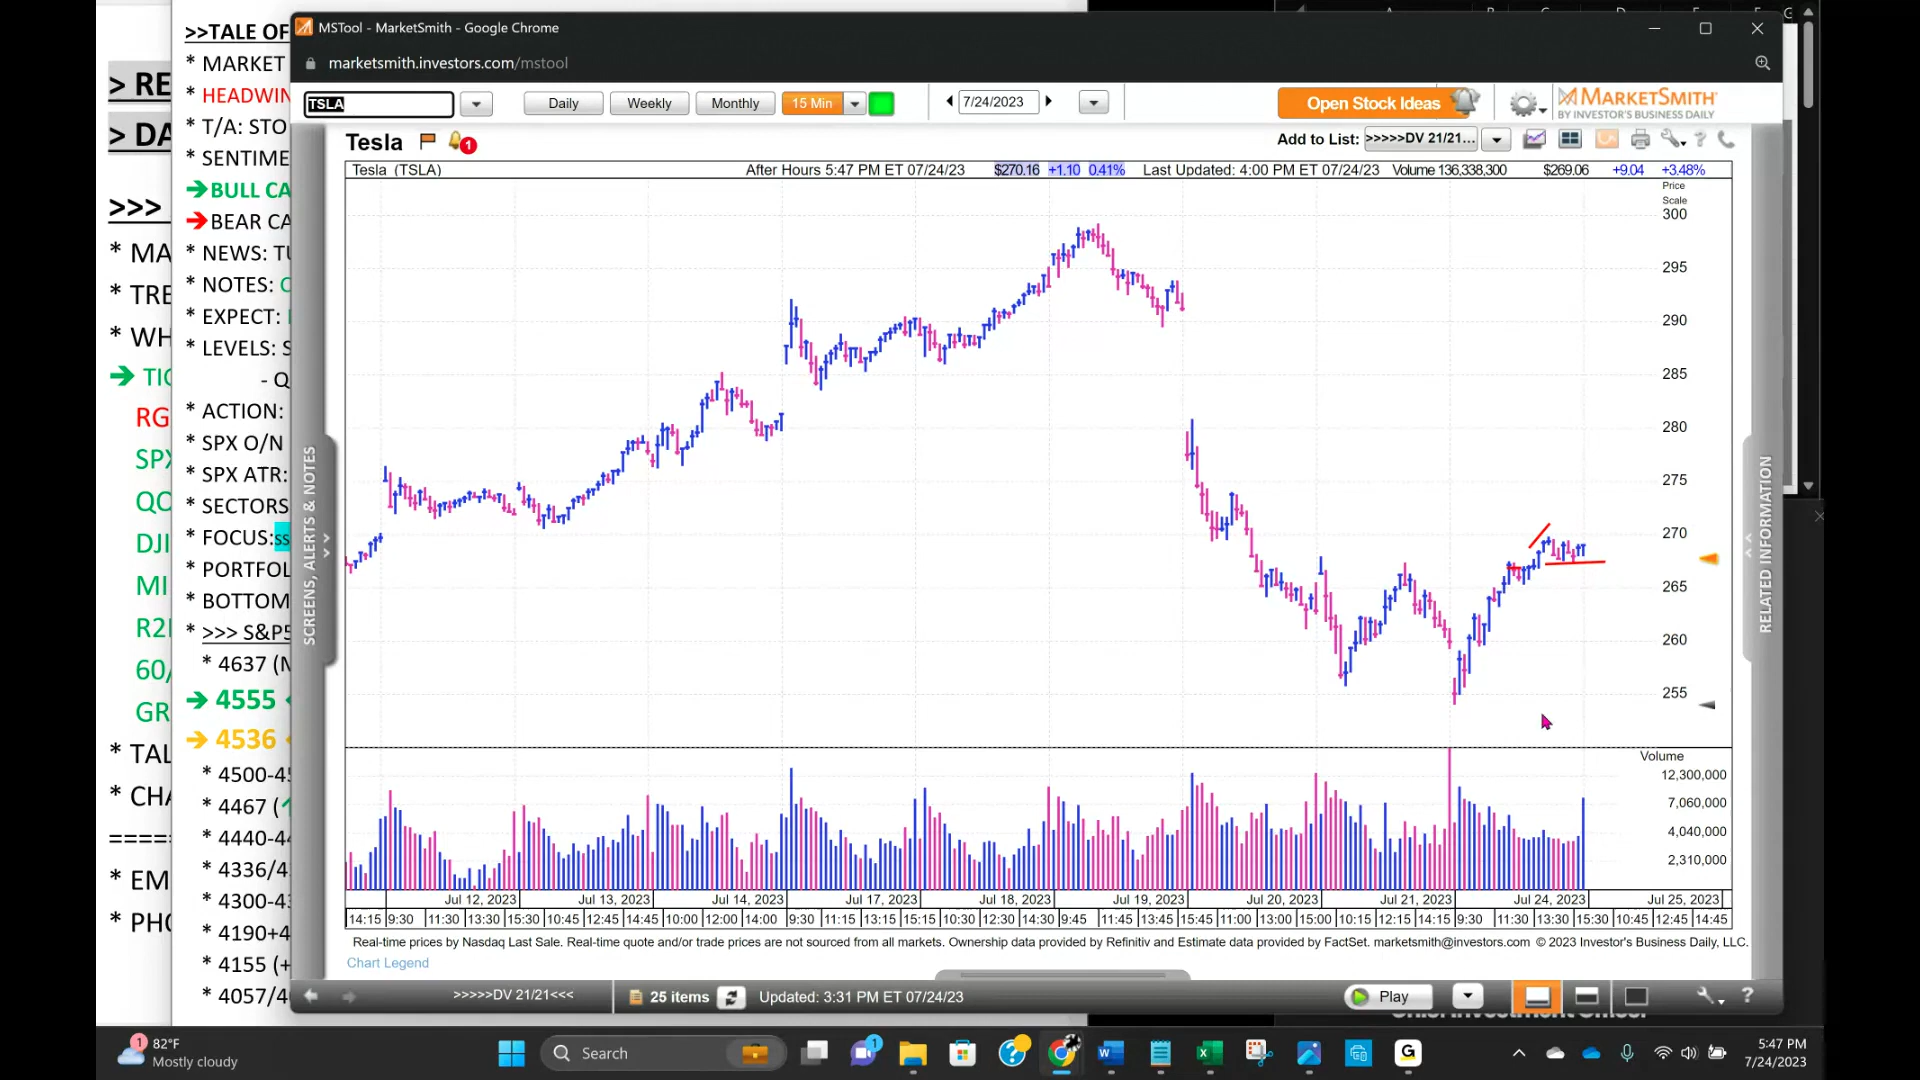 > RE
> DA
>>>
* MA
* TRE
* WH
TIC
RG
SPX
QQ
DJI
MI
R2
60/
GR
* TAL
* CHA
=====
* EM
* PHO
>>TALE OF
* MARKET
* HEADWIN
* T/A: STO
* SENTIME
BULL CA
BEAR CA
* NEWS: TU
* NOTES: C
* EXPECT:
* LEVELS: S
- Q
* ACTION:
* SPX O/N
* SPX ATR:
* SECTORS
* FOCUS:ss
* PORTFOL
* BOTTOM
* >>> S&P5
* 4637 (M
4555
4536
* 4500-45
* 4467 (
* 4440-44
* 4336/4
* 4300-43
* 4190+4
* 4155 (+
* 4057/4
MSTool - MarketSmith - Google Chrome
marketsmith.investors.com/mstool
TSLA
Daily
Weekly
Monthly
15 Min
7/24/2023
Open Stock Ideas
MARKETSMITH
BY INVESTOR'S BUSINESS DAILY
Tesla
1
Add to List: >>>>>DV 21/21...
Tesla (TSLA)
After Hours 5:47 PM ET 07/24/23 $270.16 +1.10 0.41% Last Updated: 4:00 PM ET 07/24/23 Volume 136,338,300 $269.06 +9.04 +3.48%
Price
Scale
300
295
290
285
280
275
270
265
260
255
SCREENS, ALERTS & NOTES
RELATED INFORMATION
Volume
12,300,000
7,060,000
4,040,000
2,310,000
Jul 12, 2023 Jul 13, 2023 Jul 14, 2023 Jul 17, 2023 Jul 18, 2023 Jul 19, 2023 Jul 20, 2023 Jul 21, 2023 Jul 24, 2023 Jul 25, 2023
14:15 9:30 11:30 13:30 15:30 10:45 12:45 14:45 10:00 12:00 14:00 9:30 11:15 13:15 15:15 10:30 12:30 14:30 9:45 11:45 13:45 15:45 11:00 13:00 15:00 10:15 12:15 14:15 9:30 11:30 13:30 15:30 10:45 12:45 14:45
Real-time prices by Nasdaq Last Sale. Real-time quote and/or trade prices are not sourced from all markets. Ownership data provided by Refinitiv and Estimate data provided by FactSet. marketsmith@investors.com © 2023 Investor's Business Daily, LLC.
Chart Legend
>>>>>DV 21/21<<<
25 items
Updated: 3:31 PM ET 07/24/23
Play
82°F
Mostly cloudy
Search
5:47 PM
7/24/2023